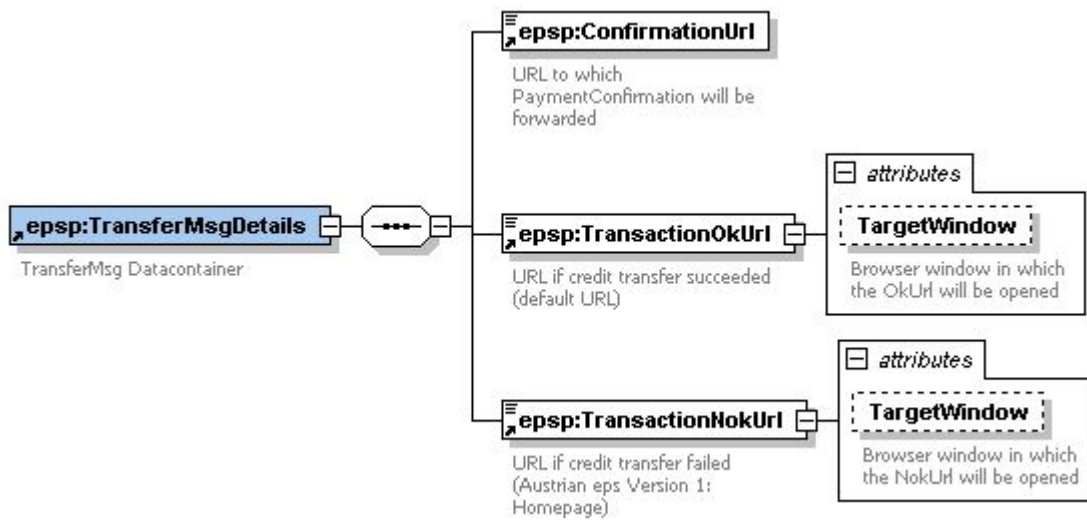 epsp:ConfirmationUrl
URL to which
PaymentConfirmation will be
forwarded
epsp:TransferMsgDetails
TransferMsg Datacontainer
epsp:TransactionOkUrl
URL if credit transfer succeeded
(default URL)
attributes
TargetWindow
Browser window in which
the OkUrl will be opened
epsp:TransactionNokUrl
URL if credit transfer failed
(Austrian eps Version 1:
Homepage)
attributes
TargetWindow
Browser window in which
the NokUrl will be opened